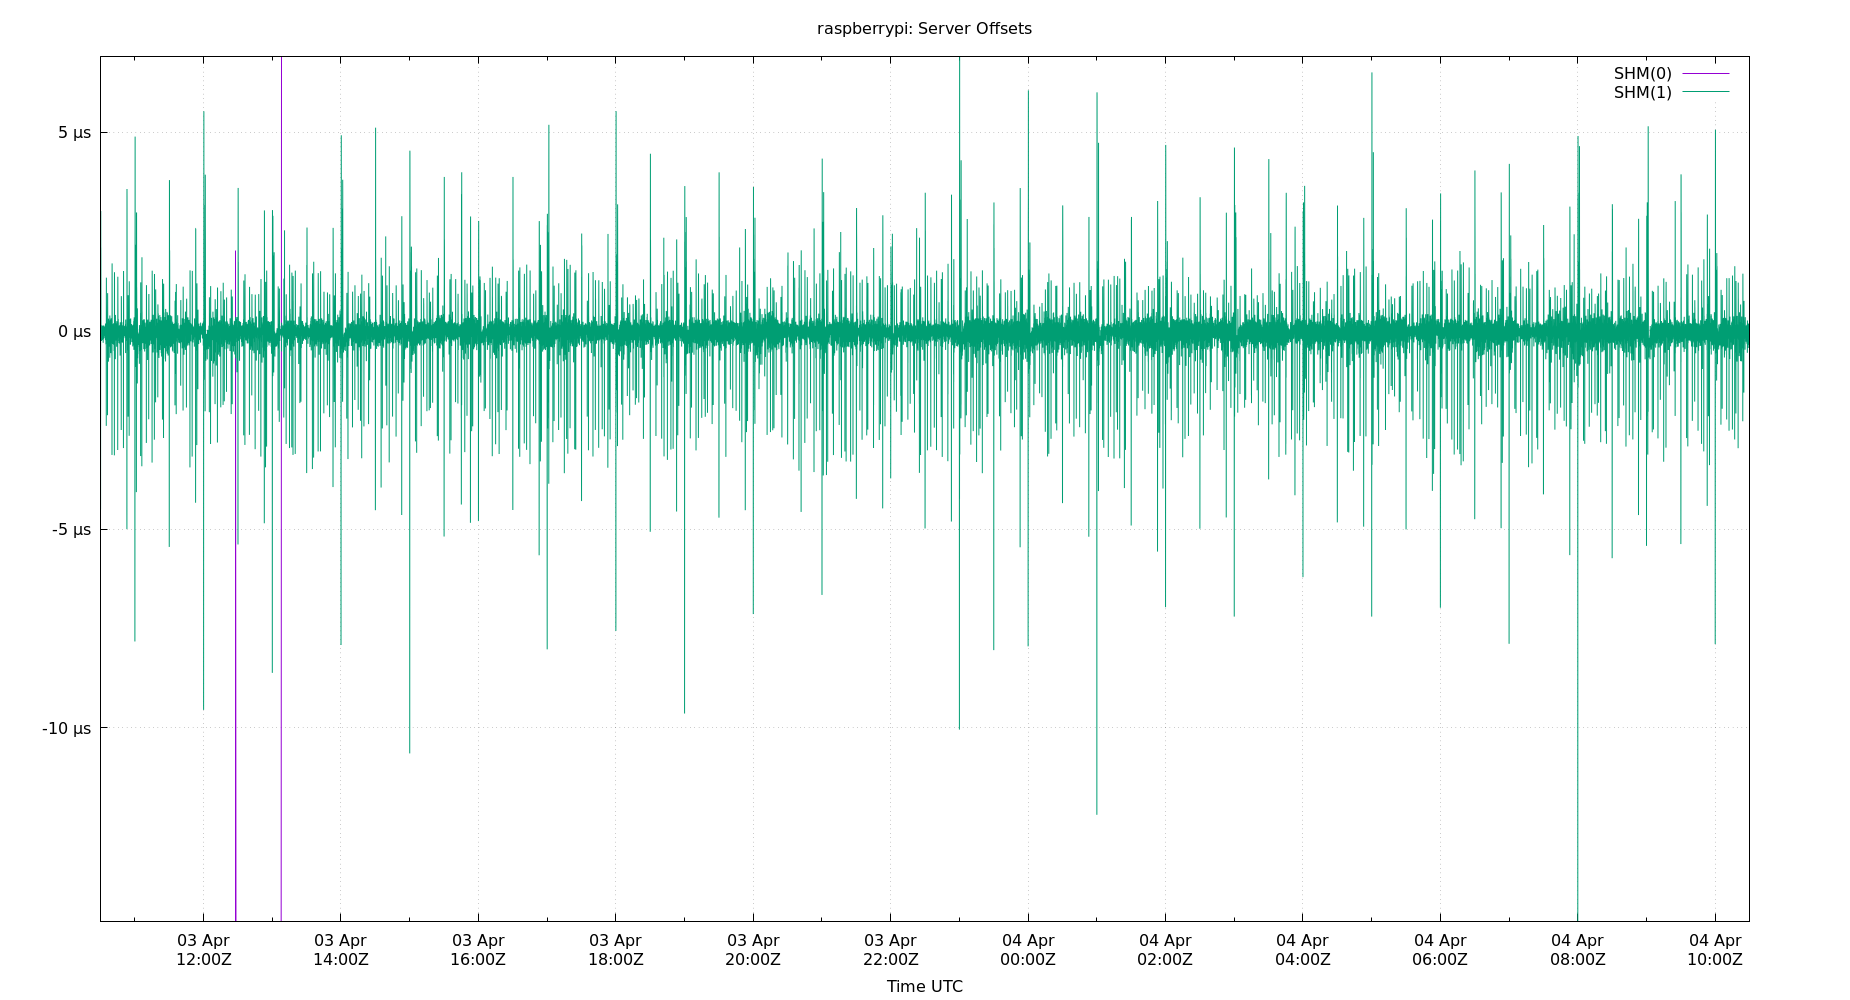 raspberrypi: Server Offsets
SHM(0)
SHM(1)
5 µs
0 µs
-5 µs
-10 µs
03 Apr 03 Apr 03 Apr 03 Apr 03 Apr 03 Apr 04 Apr 04 Apr 04 Apr 04 Apr 04 Apr 04 Apr
12:00Z 14:00Z 16:00Z 18:00Z 20:00Z 22:00Z 00:00Z 02:00Z 04:00Z 06:00Z 08:00Z 10:00Z
Time UTC